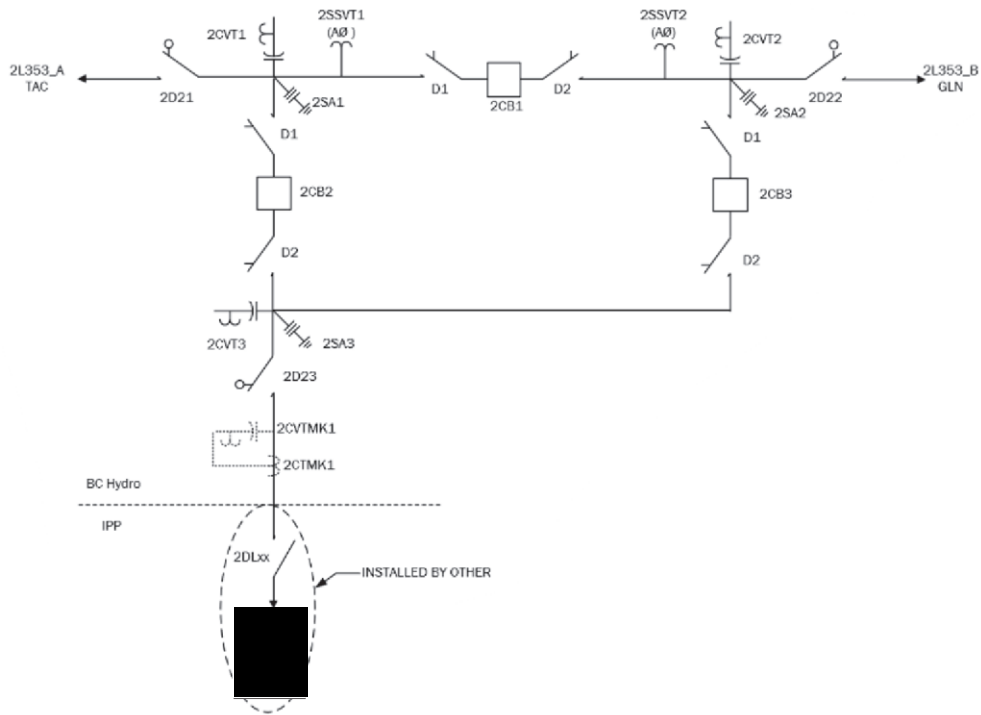 2SSVT1
(AØ )
2CVT1
2SSVT2
(AØ)
2CVT2
2L353_A
TAC
2D21
2SA1
D1
2CB1
D2
2SA2
2D22
2L353_B
GLN
D1
2CB2
D2
D1
2CB3
D2
2CVT3
2SA3
2D23
2CVTMK1
2CTMK1
BC Hydro
IPP
2DLxx
INSTALLED BY OTHER